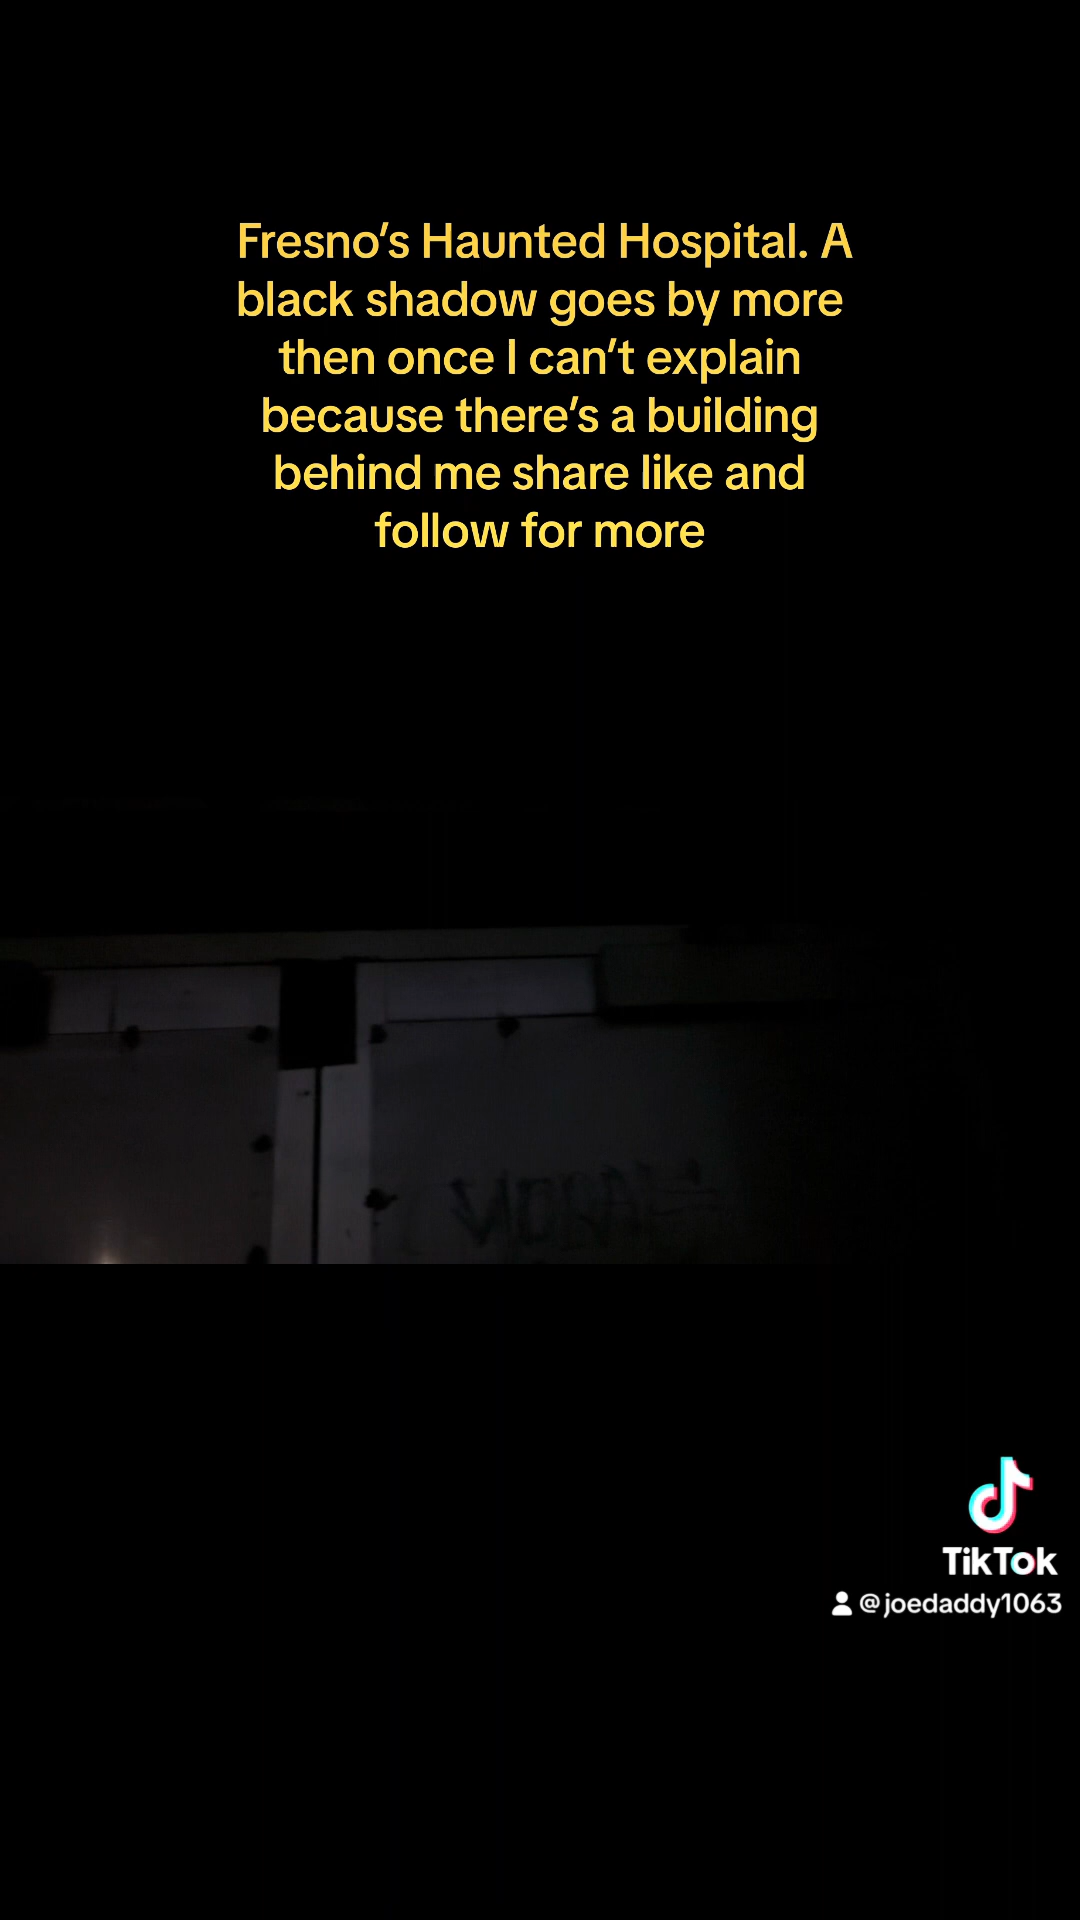 Fresno’s Haunted Hospital. A
black shadow goes by more
then once I can’t explain
because there’s a building
behind me share like and
follow for more
TikTok
@joedaddy1063